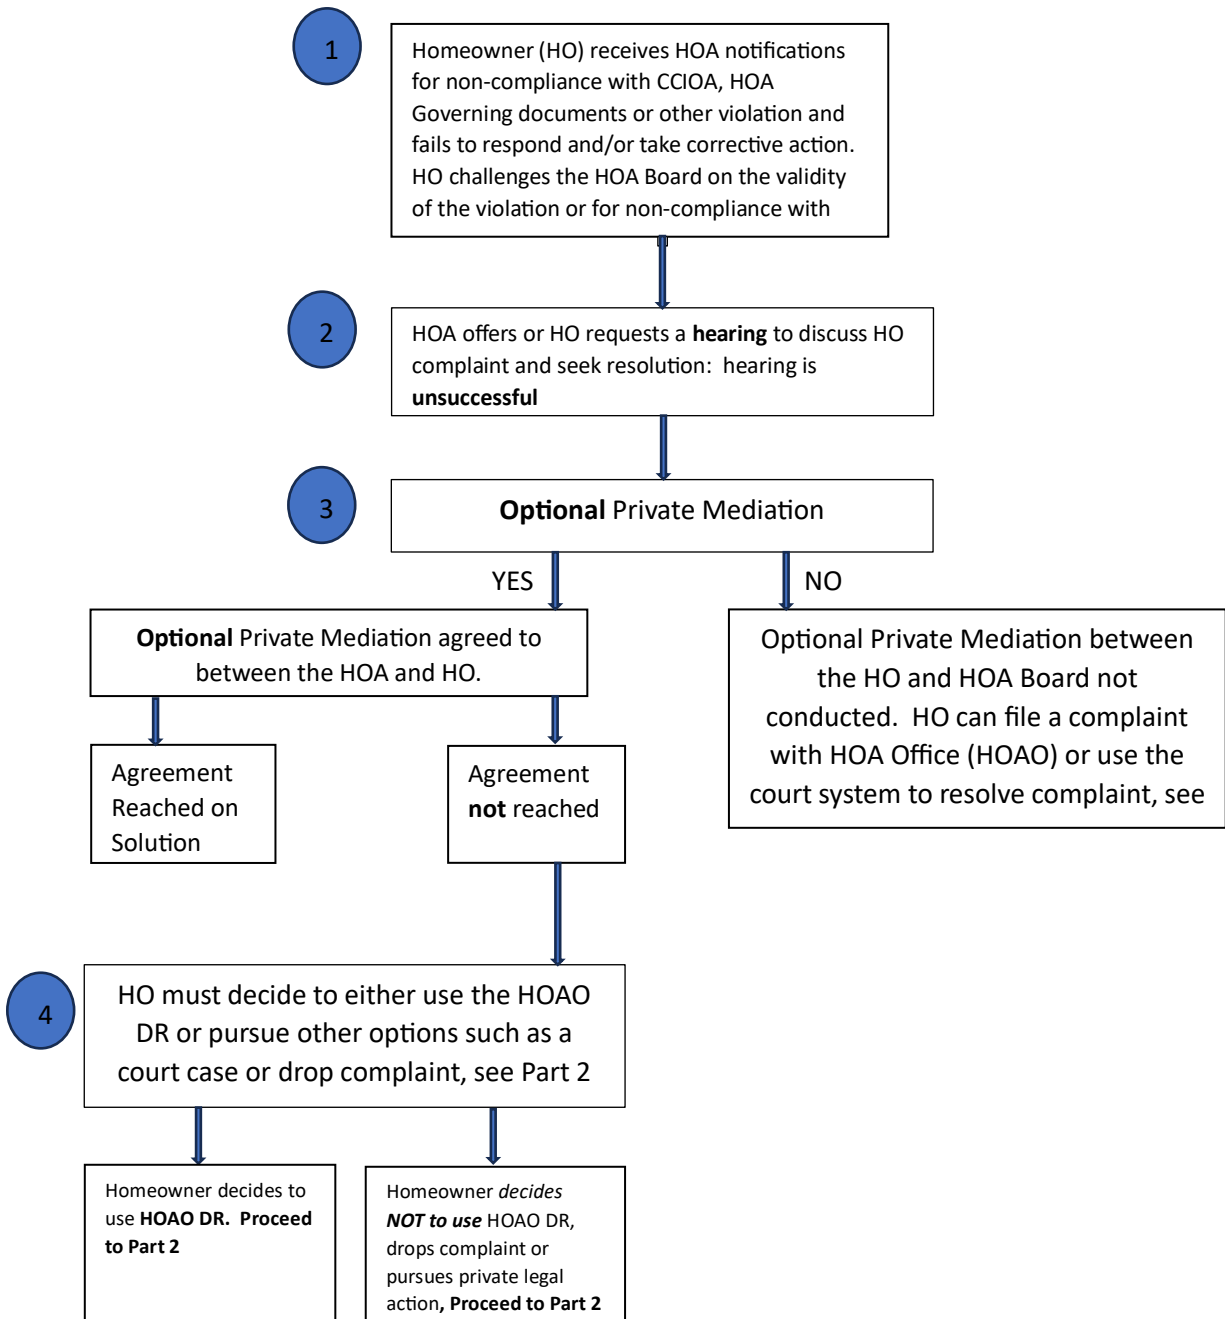 1
Homeowner (HO) receives HOA notifications
for non-compliance with CCIOA, HOA
Governing documents or other violation and
fails to respond and/or take corrective action.
HO challenges the HOA Board on the validity
of the violation or for non-compliance with
2
HOA offers or HO requests a hearing to discuss HO
complaint and seek resolution: hearing is
unsuccessful
3
Optional Private Mediation
YES
NO
Optional Private Mediation agreed to
between the HOA and HO.
Optional Private Mediation between
the HO and HOA Board not
conducted. HO can file a complaint
with HOA Office (HOAO) or use the
court system to resolve complaint, see
Agreement
Reached on
Solution
Agreement
not reached
4
HO must decide to either use the HOAO
DR or pursue other options such as a
court case or drop complaint, see Part 2
Homeowner decides to
use HOAO DR. Proceed
to Part 2
Homeowner decides
NOT to use HOAO DR,
drops complaint or
pursues private legal
action, Proceed to Part 2